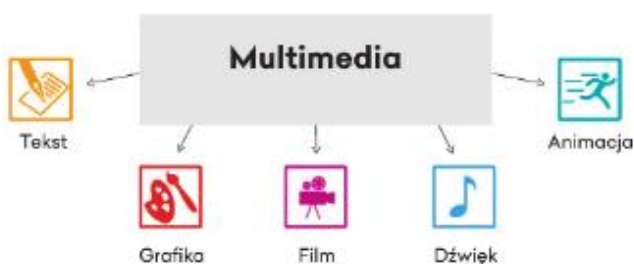 Multimedia
Tekst
Animacja
Grafika
Film
Dźwięk